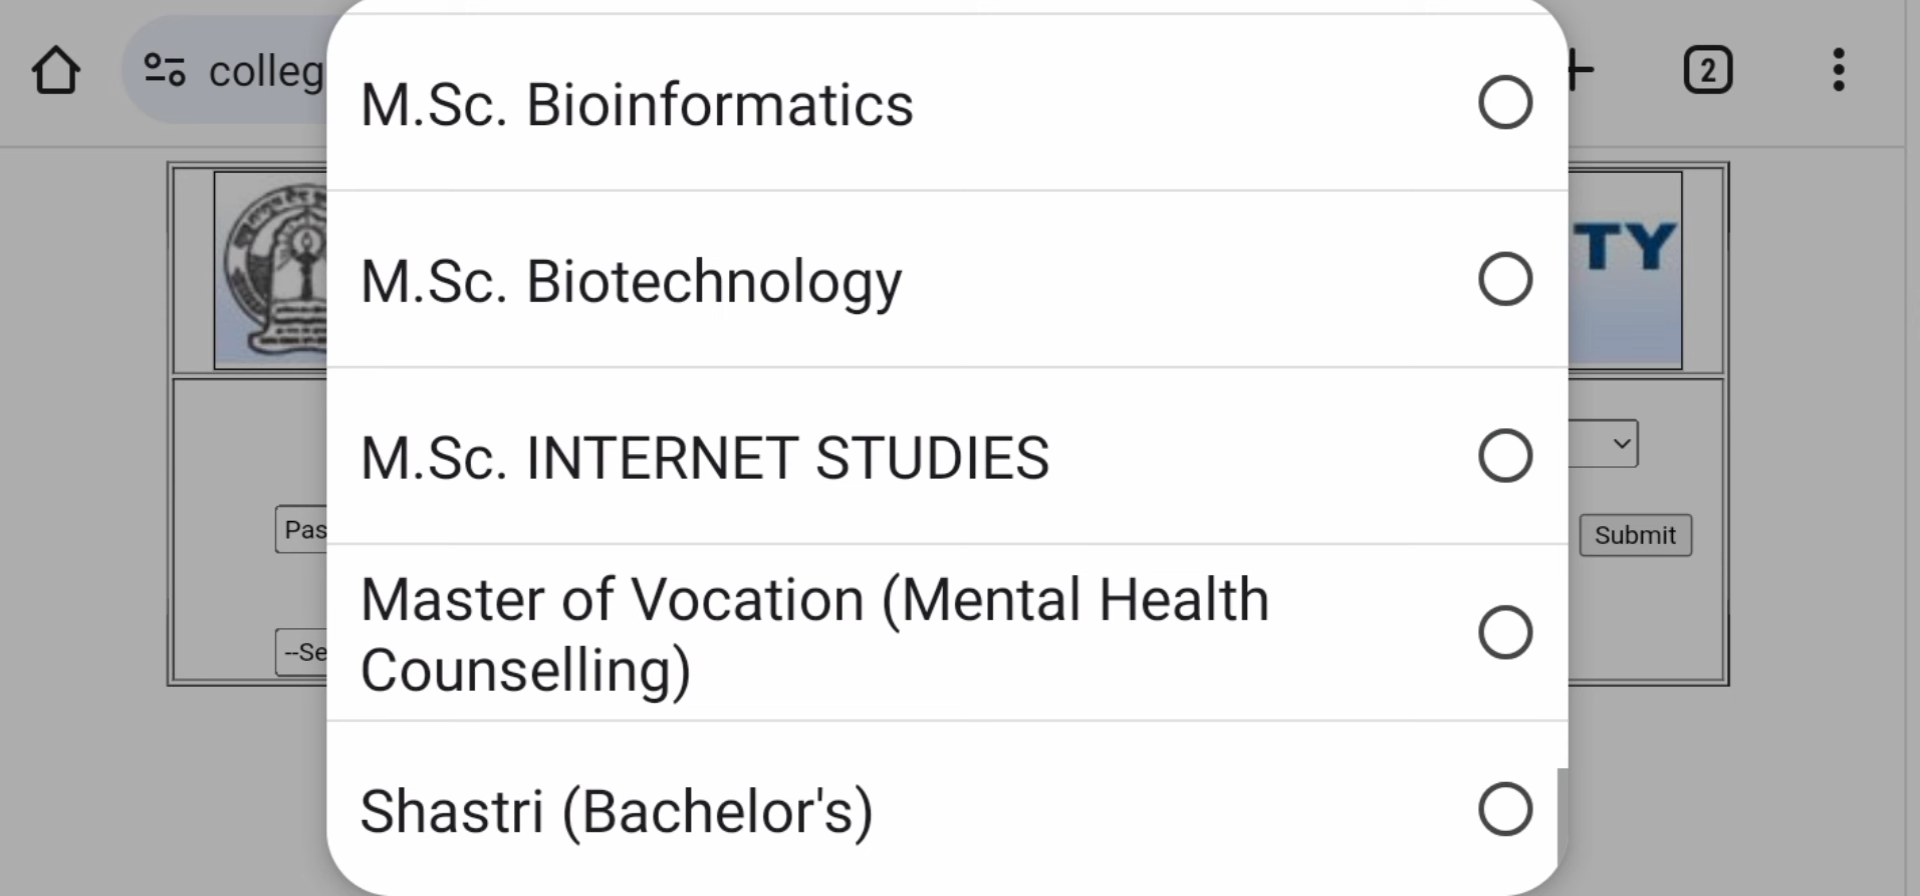 colleg
2
M.Sc. Bioinformatics
TY
M.Sc. Biotechnology
M.Sc. INTERNET STUDIES
Pas
Submit
Master of Vocation (Mental Health
Counselling)
--Se
Shastri (Bachelor's)